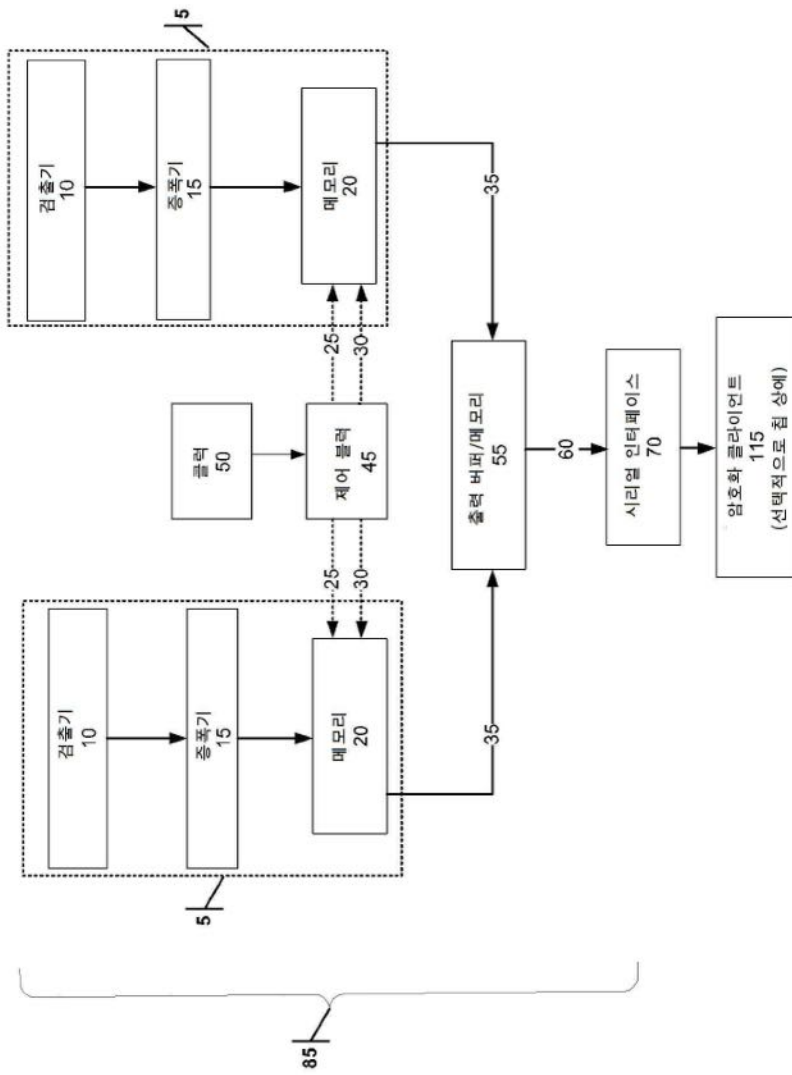 5
5
검출기
10
클럭
50
검출기
10
증폭기
15
증폭기
15
메모리
20
25
30
제어 블럭
45
25
30
메모리
20
35
출력 버퍼/메모리
55
35
60
시리얼 인터페이스
70
암호화 클라이언트
115
(선택적으로 칩 상에)
85